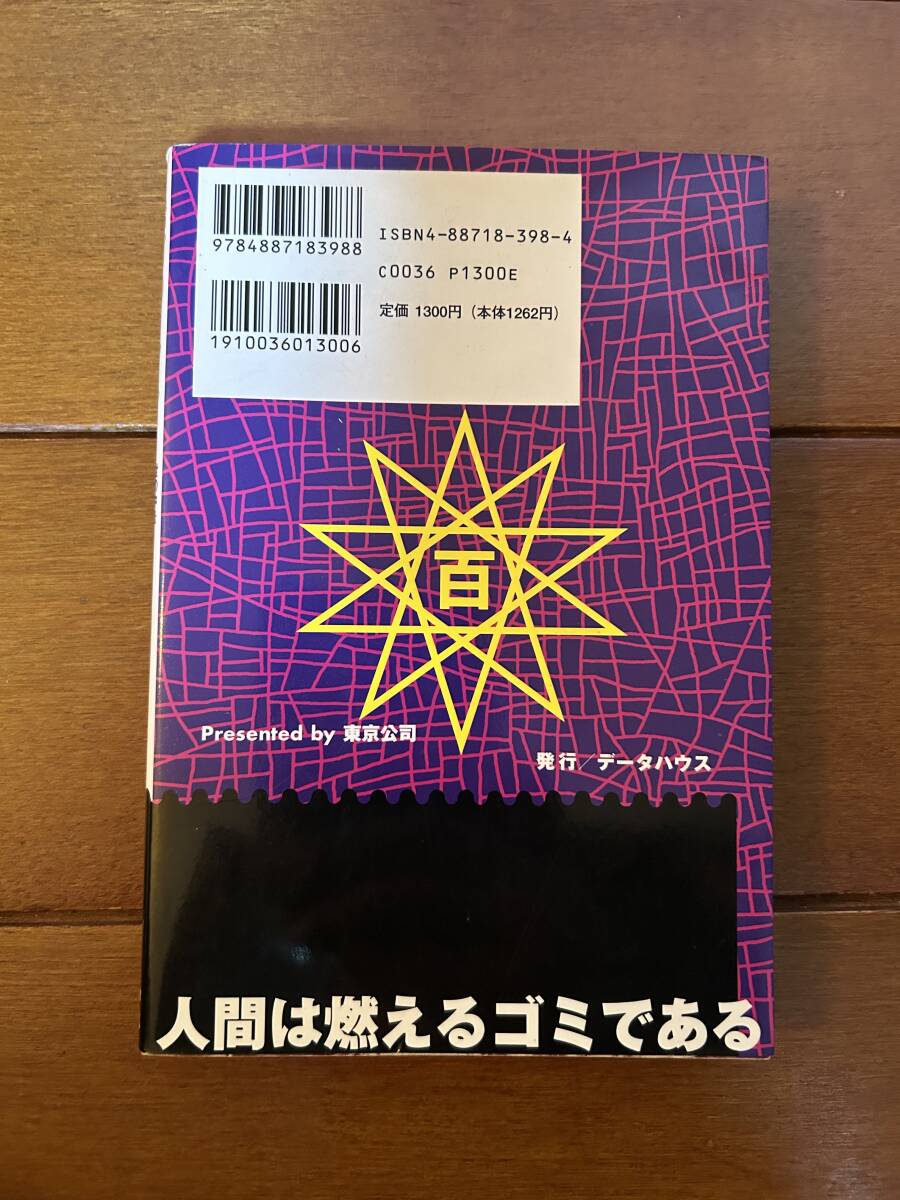 9784887183988
ISBN4-88718-398-4
C0036 P1300E
1910036013006
定価 1300円（本体1262円）
百
Presented by 東京公司
発行／データハウス
人間は燃えるゴミである